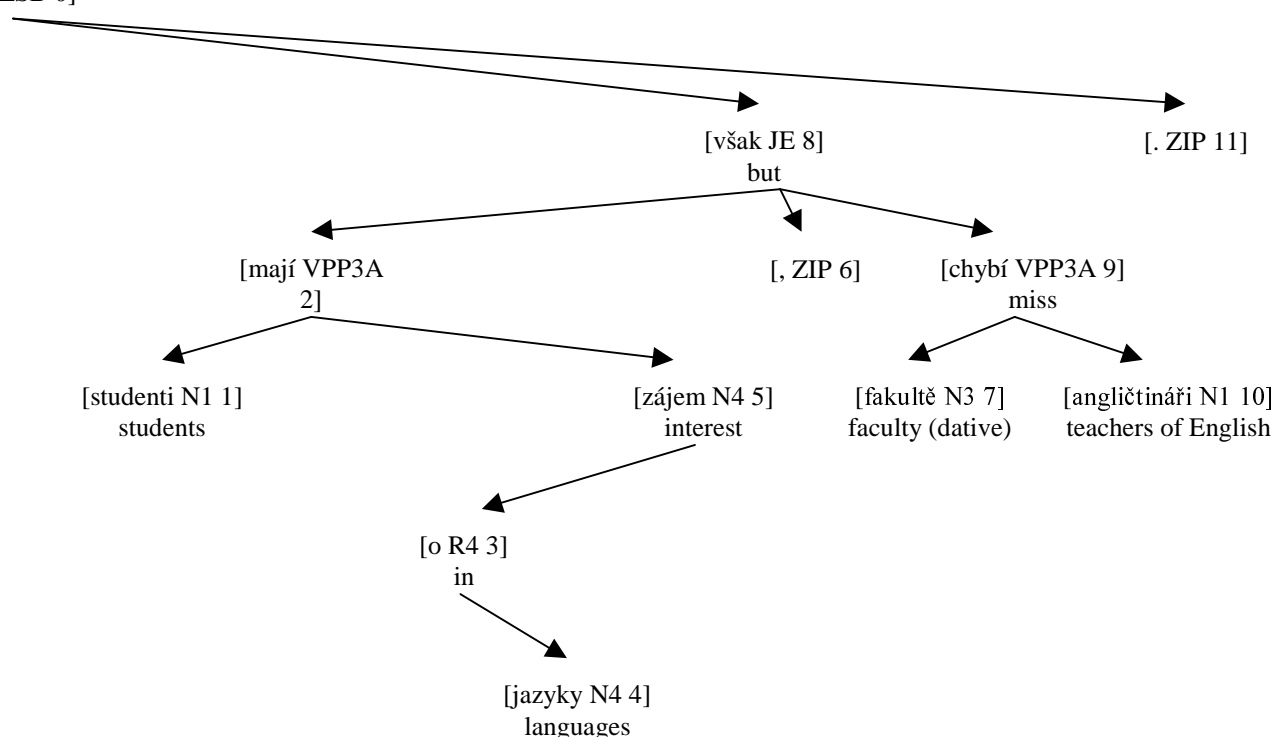 [však JE 8]
but
[. ZIP 11]
[mají VPP3A
2]
[, ZIP 6]
[chybí VPP3A 9]
miss
[studenti N1 1]
students
[zájem N4 5]
interest
[fakultě N3 7]
faculty (dative)
[angličtináři N1 10]
teachers of English
[o R4 3]
in
[jazyky N4 4]
languages